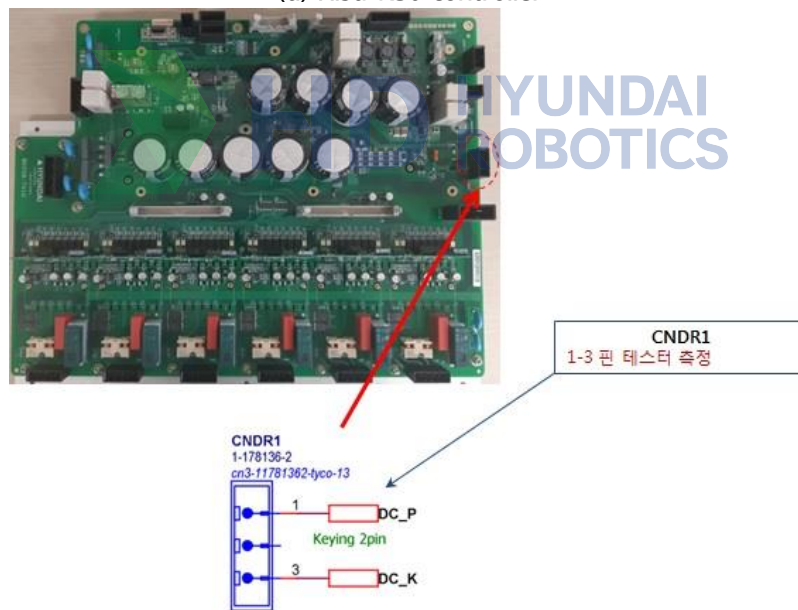 HYUNDAI
ROBOTICS
HYUNDAI
CNDR1
1-3 핀 테스터 측정
CNDR1
1-178136-2
cn3-11781362-tyco-13
1
DC_P
Keying 2pin
3
DC_K